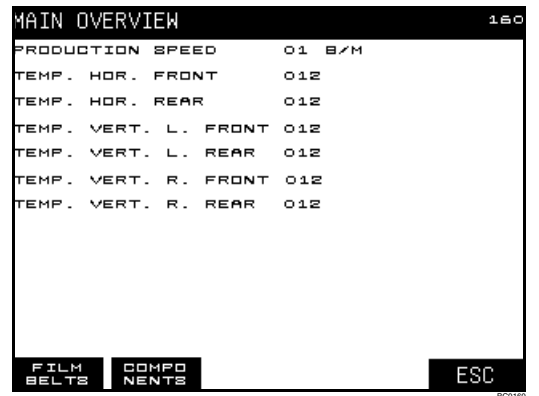 MAIN OVERVIEW 160
PRODUCTION SPEED 01 B/M
TEMP. HOR. FRONT 012
TEMP. HOR. REAR 012
TEMP. VERT. L. FRONT 012
TEMP. VERT. L. REAR 012
TEMP. VERT. R. FRONT 012
TEMP. VERT. R. REAR 012
FILM BELTS
COMPO NENTS
ESC